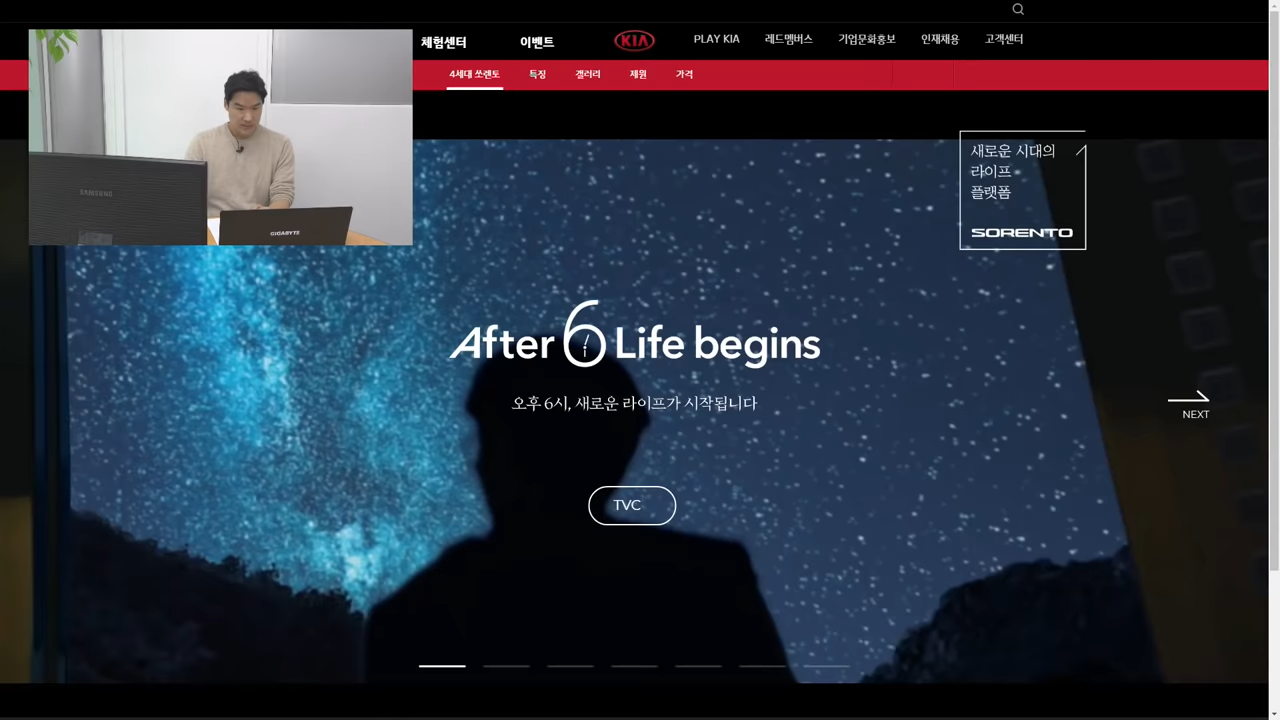 체험센터
이벤트
KIA
PLAY KIA
레드멤버스
기업문화홍보
인재채용
고객센터
4세대 쏘렌토
특징
갤러리
제원
가격
SAMSUNG
GIGABYTE
새로운 시대의
라이프
플랫폼
SORENTO
After 6 Life begins
오후 6시, 새로운 라이프가 시작됩니다
NEXT
TVC